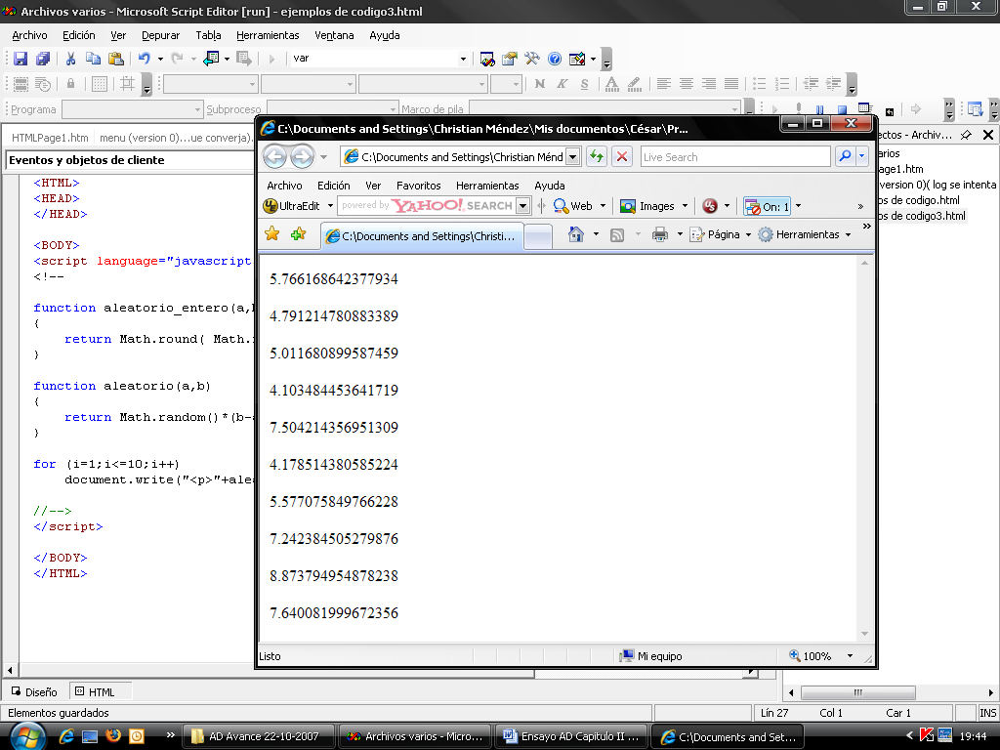 Archivos varios - Microsoft Script Editor [run] - ejemplos de codigo3.html
Archivo Edición Ver Depurar Tabla Herramientas Ventana Ayuda
var
N K S A
Programa Subproceso Marco de pila
HTMLPage1.htm menu (version 0)...ue converja).
Eventos y objetos de cliente
<HTML>
<HEAD>
</HEAD>
<BODY>
<script language="javascript
<!--
function aleatorio_entero(a,
{
return Math.round( Math.
}
function aleatorio(a,b)
{
return Math.random()*(b-
}
for (i=1;i<=10;i++)
document.write("<p>"+alea
//-->
</script>
</BODY>
</HTML>
Diseño HTML
Elementos guardados
C:\Documents and Settings\Christian Méndez\Mis documentos\César\Pr...
C:\Documents and Settings\Christian Ménd Live Search
Archivo Edición Ver Favoritos Herramientas Ayuda
UltraEdit powered by YAHOO! SEARCH Web Images On: 1 »
C:\Documents and Settings\Christi... Página Herramientas »
5.766168642377934
4.791214780883389
5.011680899587459
4.103484453641719
7.504214356951309
4.178514380585224
5.577075849766228
7.242384505279876
8.873794954878238
7.640081999672356
Listo Mi equipo 100%
ectos - Archiv...
arios
age1.htm
version 0)( log se intenta
os de codigo.html
os de codigo3.html
Lín 27 Col 1 Car 1 INS
» AD Avance 22-10-2007 Archivos varios - Micro... Ensayo AD Capitulo II ... C:\Documents and Set... < 19:44